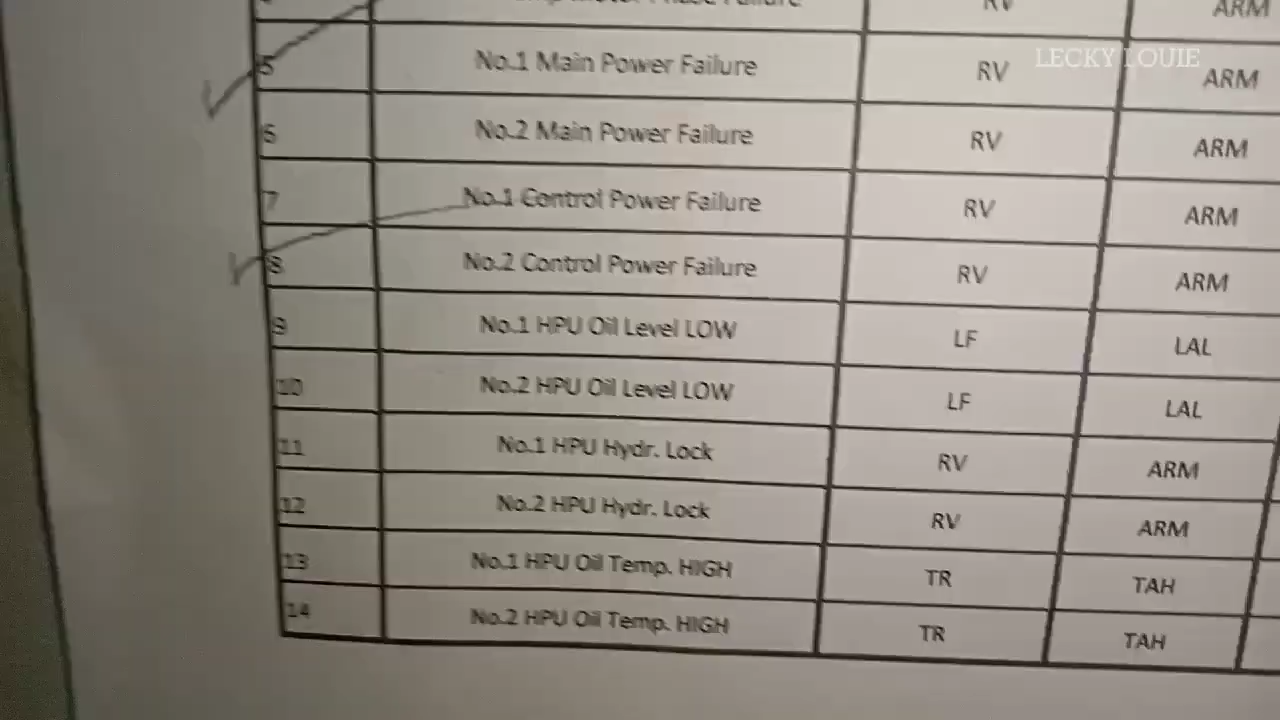 Failure RV ARM
5 No.1 Main Power Failure RV ARM
LECKY LOUIE
6 No.2 Main Power Failure RV ARM
7 No.1 Control Power Failure RV ARM
8 No.2 Control Power Failure RV ARM
9 No.1 HPU Oil Level LOW LF LAL
10 No.2 HPU Oil Level LOW LF LAL
11 No.1 HPU Hydr. Lock RV ARM
12 No.2 HPU Hydr. Lock RV ARM
13 No.1 HPU Oil Temp. HIGH TR TAH
14 No.2 HPU Oil Temp. HIGH TR TAH